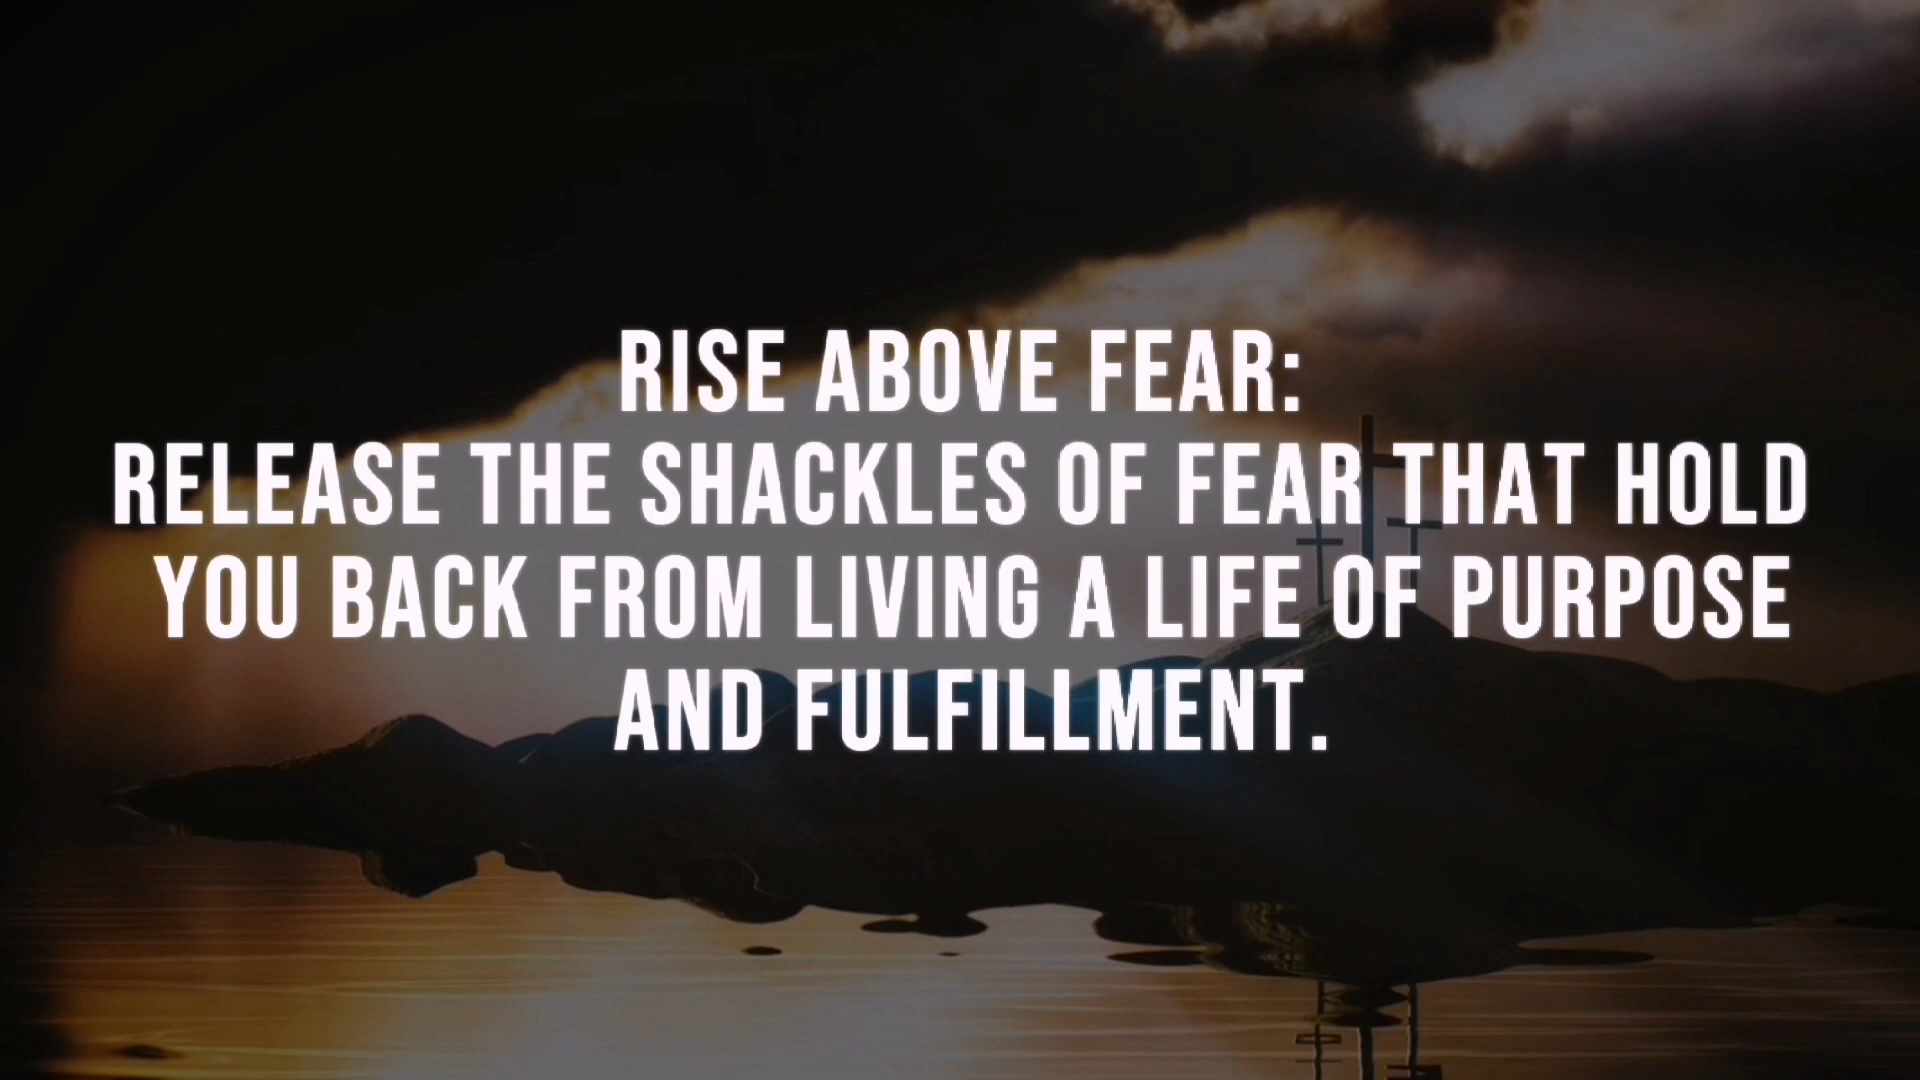 RISE ABOVE FEAR:
RELEASE THE SHACKLES OF FEAR THAT HOLD
YOU BACK FROM LIVING A LIFE OF PURPOSE
AND FULFILLMENT.